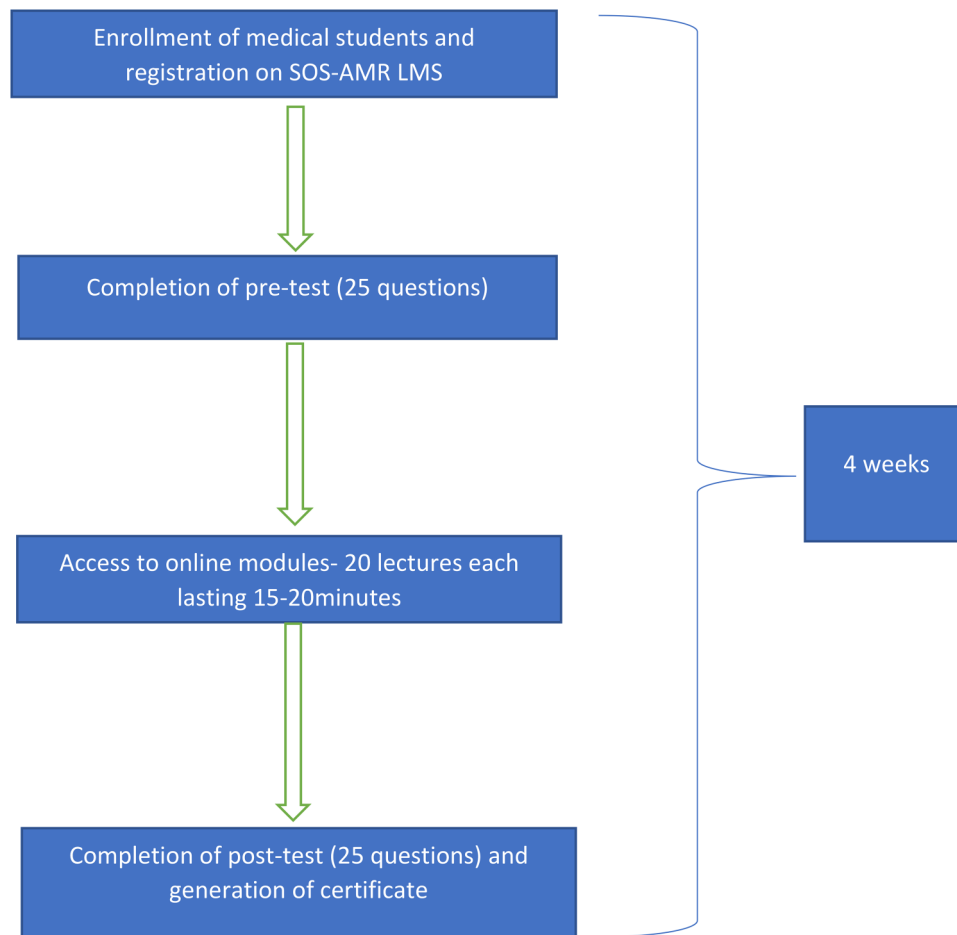 Enrollment of medical students and
registration on SOS-AMR LMS
Completion of pre-test (25 questions)
4 weeks
Access to online modules- 20 lectures each
lasting 15-20minutes
Completion of post-test (25 questions) and
generation of certificate